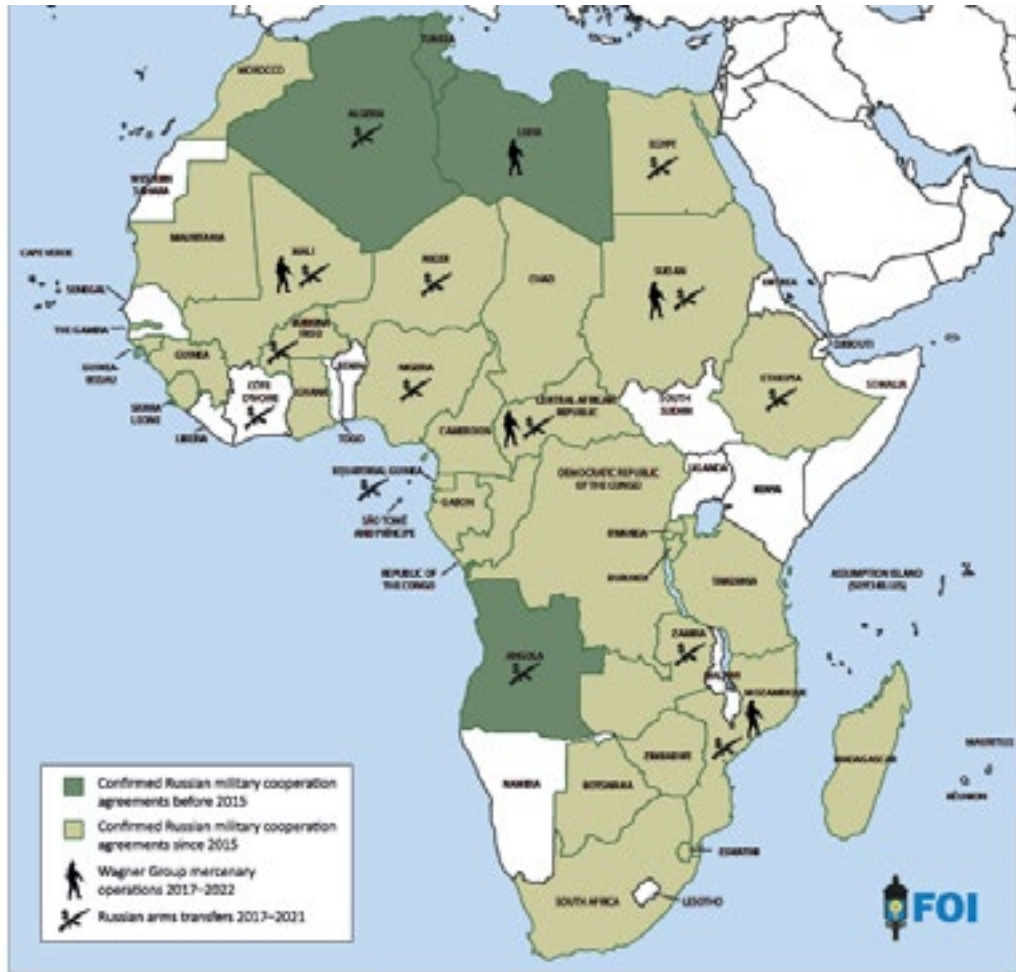 TUNISIA
MOROCCO
ALGERIA
LIBYA
EGYPT
WESTERN
SAHARA
MAURITANIA
MALI
NIGER
CHAD
SUDAN
ERITREA
CAPE VERDE
SENEGAL
THE GAMBIA
GUINEA-
BISSAU
GUINEA
BURKINA
FASO
SIERRA
LEONE
CÔTE
D'IVOIRE
LIBERIA
GHANA
BENIN
TOGO
NIGERIA
CAMEROON
CENTRAL AFRICAN
REPUBLIC
SOUTH
SUDAN
ETHIOPIA
DJIBOUTI
SOMALIA
EQUATORIAL GUINEA
SÃO TOMÉ
AND PRÍNCIPE
GABON
REPUBLIC OF
THE CONGO
DEMOCRATIC REPUBLIC
OF THE CONGO
UGANDA
KENYA
RWANDA
BURUNDI
TANZANIA
ASSUMPTION ISLAND
(SEYCHELLES)
ANGOLA
ZAMBIA
MALAWI
MOZAMBIQUE
ZIMBABWE
MADAGASCAR
MAURITIUS
RÉUNION
NAMIBIA
BOTSWANA
ESWATINI
SOUTH AFRICA
LESOTHO
Confirmed Russian military cooperation
agreements before 2015
Confirmed Russian military cooperation
agreements since 2015
Wagner Group mercenary
operations 2017–2022
Russian arms transfers 2017–2021
FOI